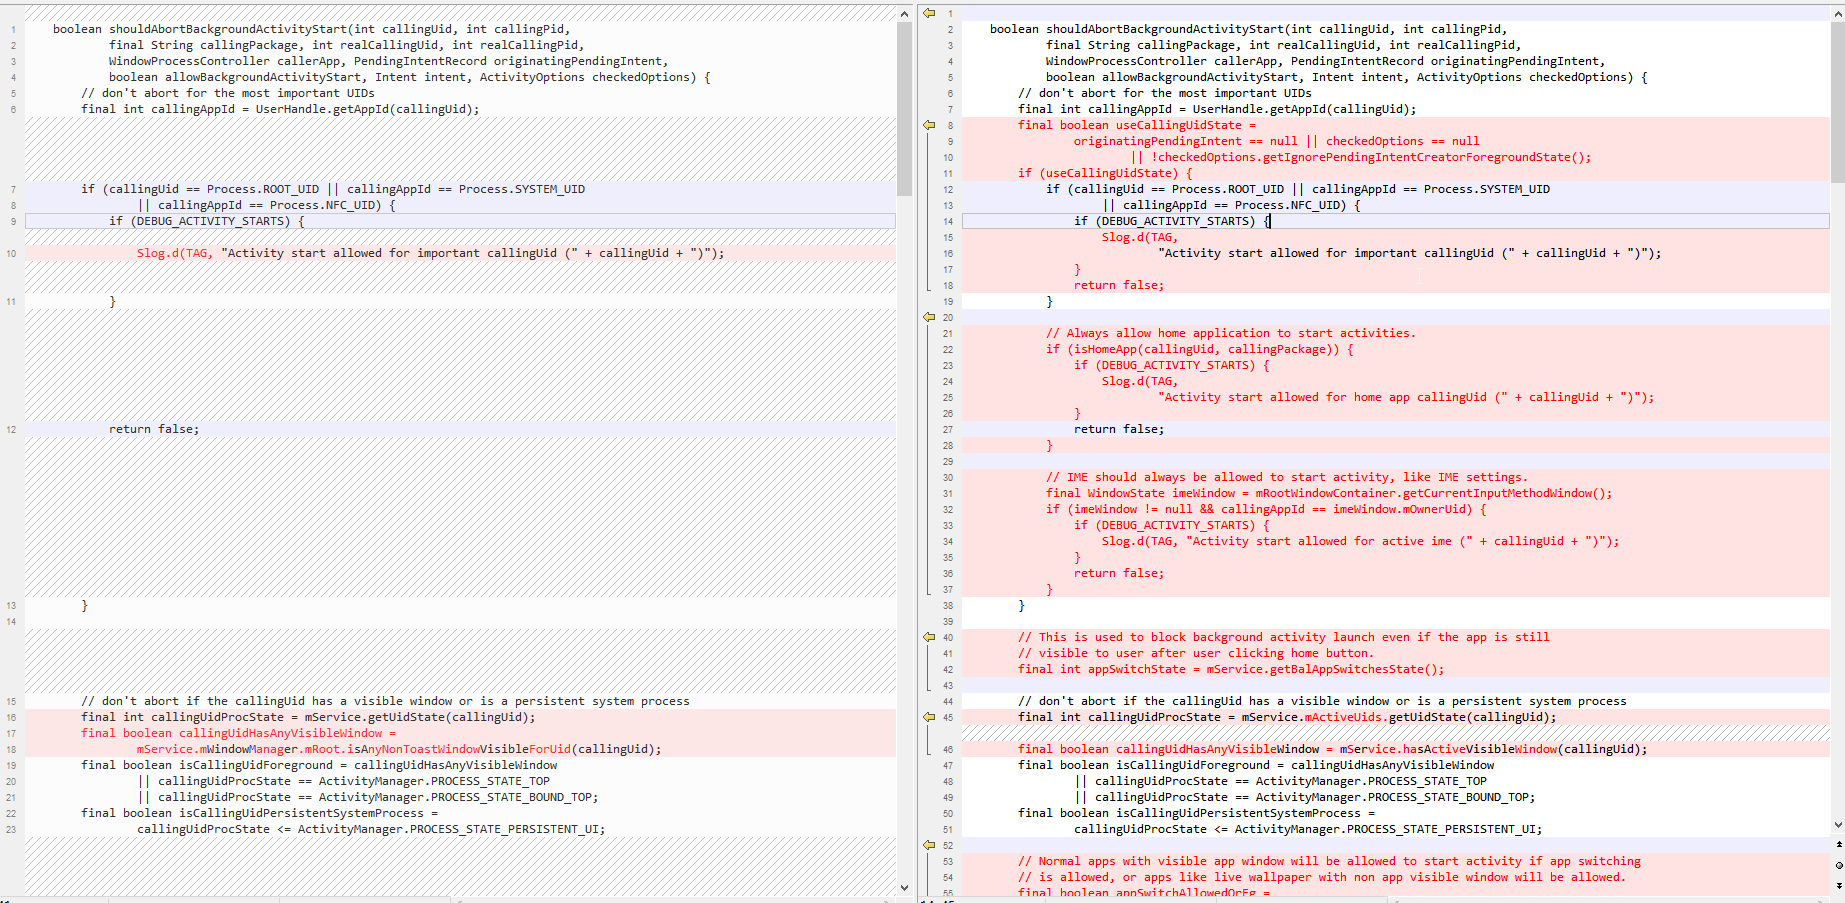 1 boolean shouldAbortBackgroundActivityStart(int callingUid, int callingPid,
2 final String callingPackage, int realCallingUid, int realCallingPid,
3 WindowProcessController callerApp, PendingIntentRecord originatingPendingIntent,
4 boolean allowBackgroundActivityStart, Intent intent, ActivityOptions checkedOptions) {
5 // don't abort for the most important UIDs
6 final int callingAppId = UserHandle.getAppId(callingUid);
7 if (callingUid == Process.ROOT_UID || callingAppId == Process.SYSTEM_UID
8 || callingAppId == Process.NFC_UID) {
9 if (DEBUG_ACTIVITY_STARTS) {
10 Slog.d(TAG, "Activity start allowed for important callingUid (" + callingUid + ")");
11 }
12 return false;
13 }
14
15 // don't abort if the callingUid has a visible window or is a persistent system process
16 final int callingUidProcState = mService.getUidState(callingUid);
17 final boolean callingUidHasAnyVisibleWindow =
18 mService.mWindowManager.mRoot.isAnyNonToastWindowVisibleForUid(callingUid);
19 final boolean isCallingUidForeground = callingUidHasAnyVisibleWindow
20 || callingUidProcState == ActivityManager.PROCESS_STATE_TOP
21 || callingUidProcState == ActivityManager.PROCESS_STATE_BOUND_TOP;
22 final boolean isCallingUidPersistentSystemProcess =
23 callingUidProcState <= ActivityManager.PROCESS_STATE_PERSISTENT_UI;
1
2 boolean shouldAbortBackgroundActivityStart(int callingUid, int callingPid,
3 final String callingPackage, int realCallingUid, int realCallingPid,
4 WindowProcessController callerApp, PendingIntentRecord originatingPendingIntent,
5 boolean allowBackgroundActivityStart, Intent intent, ActivityOptions checkedOptions) {
6 // don't abort for the most important UIDs
7 final int callingAppId = UserHandle.getAppId(callingUid);
8 final boolean useCallingUidState =
9 originatingPendingIntent == null || checkedOptions == null
10 || !checkedOptions.getIgnorePendingIntentCreatorForegroundState();
11 if (useCallingUidState) {
12 if (callingUid == Process.ROOT_UID || callingAppId == Process.SYSTEM_UID
13 || callingAppId == Process.NFC_UID) {
14 if (DEBUG_ACTIVITY_STARTS) {
15 Slog.d(TAG,
16 "Activity start allowed for important callingUid (" + callingUid + ")");
17 }
18 return false;
19 }
20
21 // Always allow home application to start activities.
22 if (isHomeApp(callingUid, callingPackage)) {
23 if (DEBUG_ACTIVITY_STARTS) {
24 Slog.d(TAG,
25 "Activity start allowed for home app callingUid (" + callingUid + ")");
26 }
27 return false;
28 }
29
30 // IME should always be allowed to start activity, like IME settings.
31 final WindowState imeWindow = mRootWindowContainer.getCurrentInputMethodWindow();
32 if (imeWindow != null && callingAppId == imeWindow.mOwnerUid) {
33 if (DEBUG_ACTIVITY_STARTS) {
34 Slog.d(TAG, "Activity start allowed for active ime (" + callingUid + ")");
35 }
36 return false;
37 }
38 }
39
40 // This is used to block background activity launch even if the app is still
41 // visible to user after user clicking home button.
42 final int appSwitchState = mService.getBalAppSwitchesState();
43
44 // don't abort if the callingUid has a visible window or is a persistent system process
45 final int callingUidProcState = mService.mActiveUids.getUidState(callingUid);
46 final boolean callingUidHasAnyVisibleWindow = mService.hasActiveVisibleWindow(callingUid);
47 final boolean isCallingUidForeground = callingUidHasAnyVisibleWindow
48 || callingUidProcState == ActivityManager.PROCESS_STATE_TOP
49 || callingUidProcState == ActivityManager.PROCESS_STATE_BOUND_TOP;
50 final boolean isCallingUidPersistentSystemProcess =
51 callingUidProcState <= ActivityManager.PROCESS_STATE_PERSISTENT_UI;
52
53 // Normal apps with visible app window will be allowed to start activity if app switching
54 // is allowed, or apps like live wallpaper with non app visible window will be allowed.
55 final boolean appSwitchAllowedOrFg =